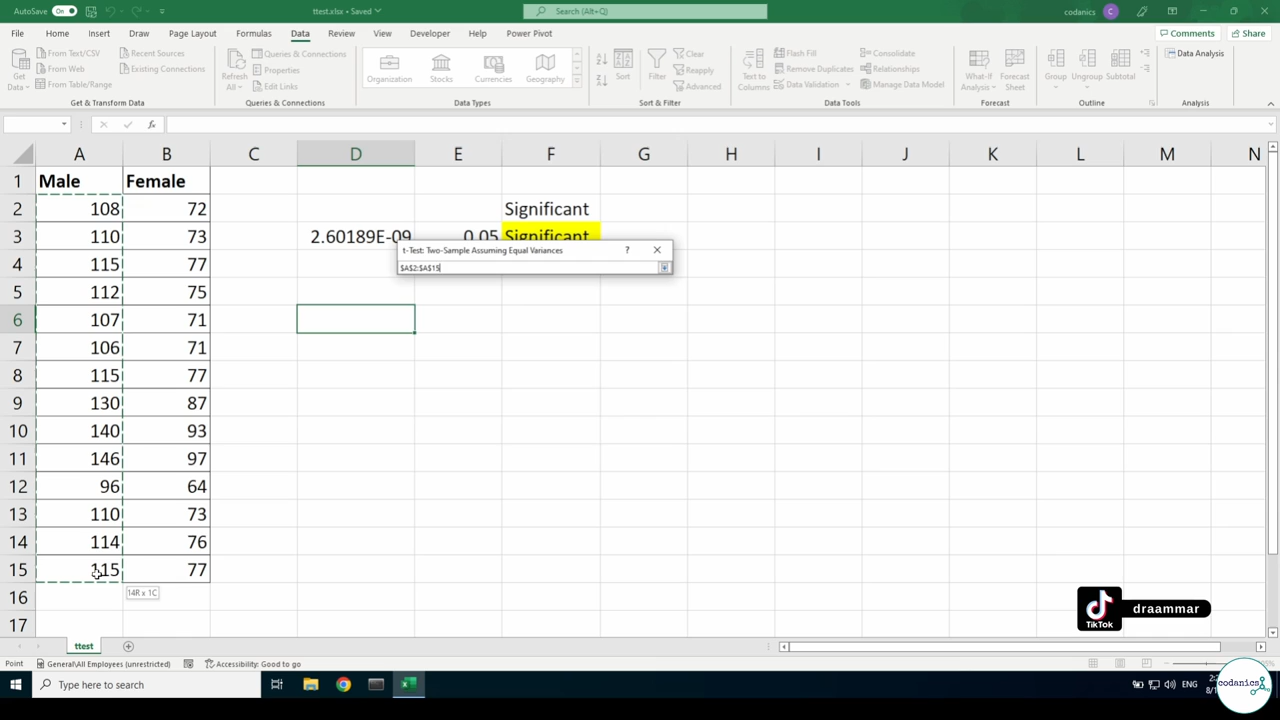 AutoSave On ttest.xlsx • Saved Search (Alt+Q) codanics C
File Home Insert Draw Page Layout Formulas Data Review View Developer Help Power Pivot Comments Share
Get Data From Text/CSV From Web From Table/Range Recent Sources Existing Connections
Get & Transform Data
Refresh All Queries & Connections Properties Edit Links
Queries & Connections
Organization Stocks Currencies Geography
Data Types
Sort Filter Clear Reapply Advanced
Sort & Filter
Text to Columns Flash Fill Remove Duplicates Data Validation Consolidate Relationships Manage Data Model
Data Tools
What-If Analysis Forecast Sheet
Forecast
Group Ungroup Subtotal
Outline
Data Analysis
Analysis
fx
A B C D E F G H I J K L M N
1 Male Female
2 108 72 Significant
3 110 73 2.60189E-09 0.05 Significant
t-Test: Two-Sample Assuming Equal Variances ?
$A$2:$A$15
4 115 77
5 112 75
6 107 71
7 106 71
8 115 77
9 130 87
10 140 93
11 146 97
12 96 64
13 110 73
14 114 76
15 115 77
14R x 1C
16
17
TikTok draammar
ttest
Point General\All Employees (unrestricted) Accessibility: Good to go
Type here to search ENG
codanics